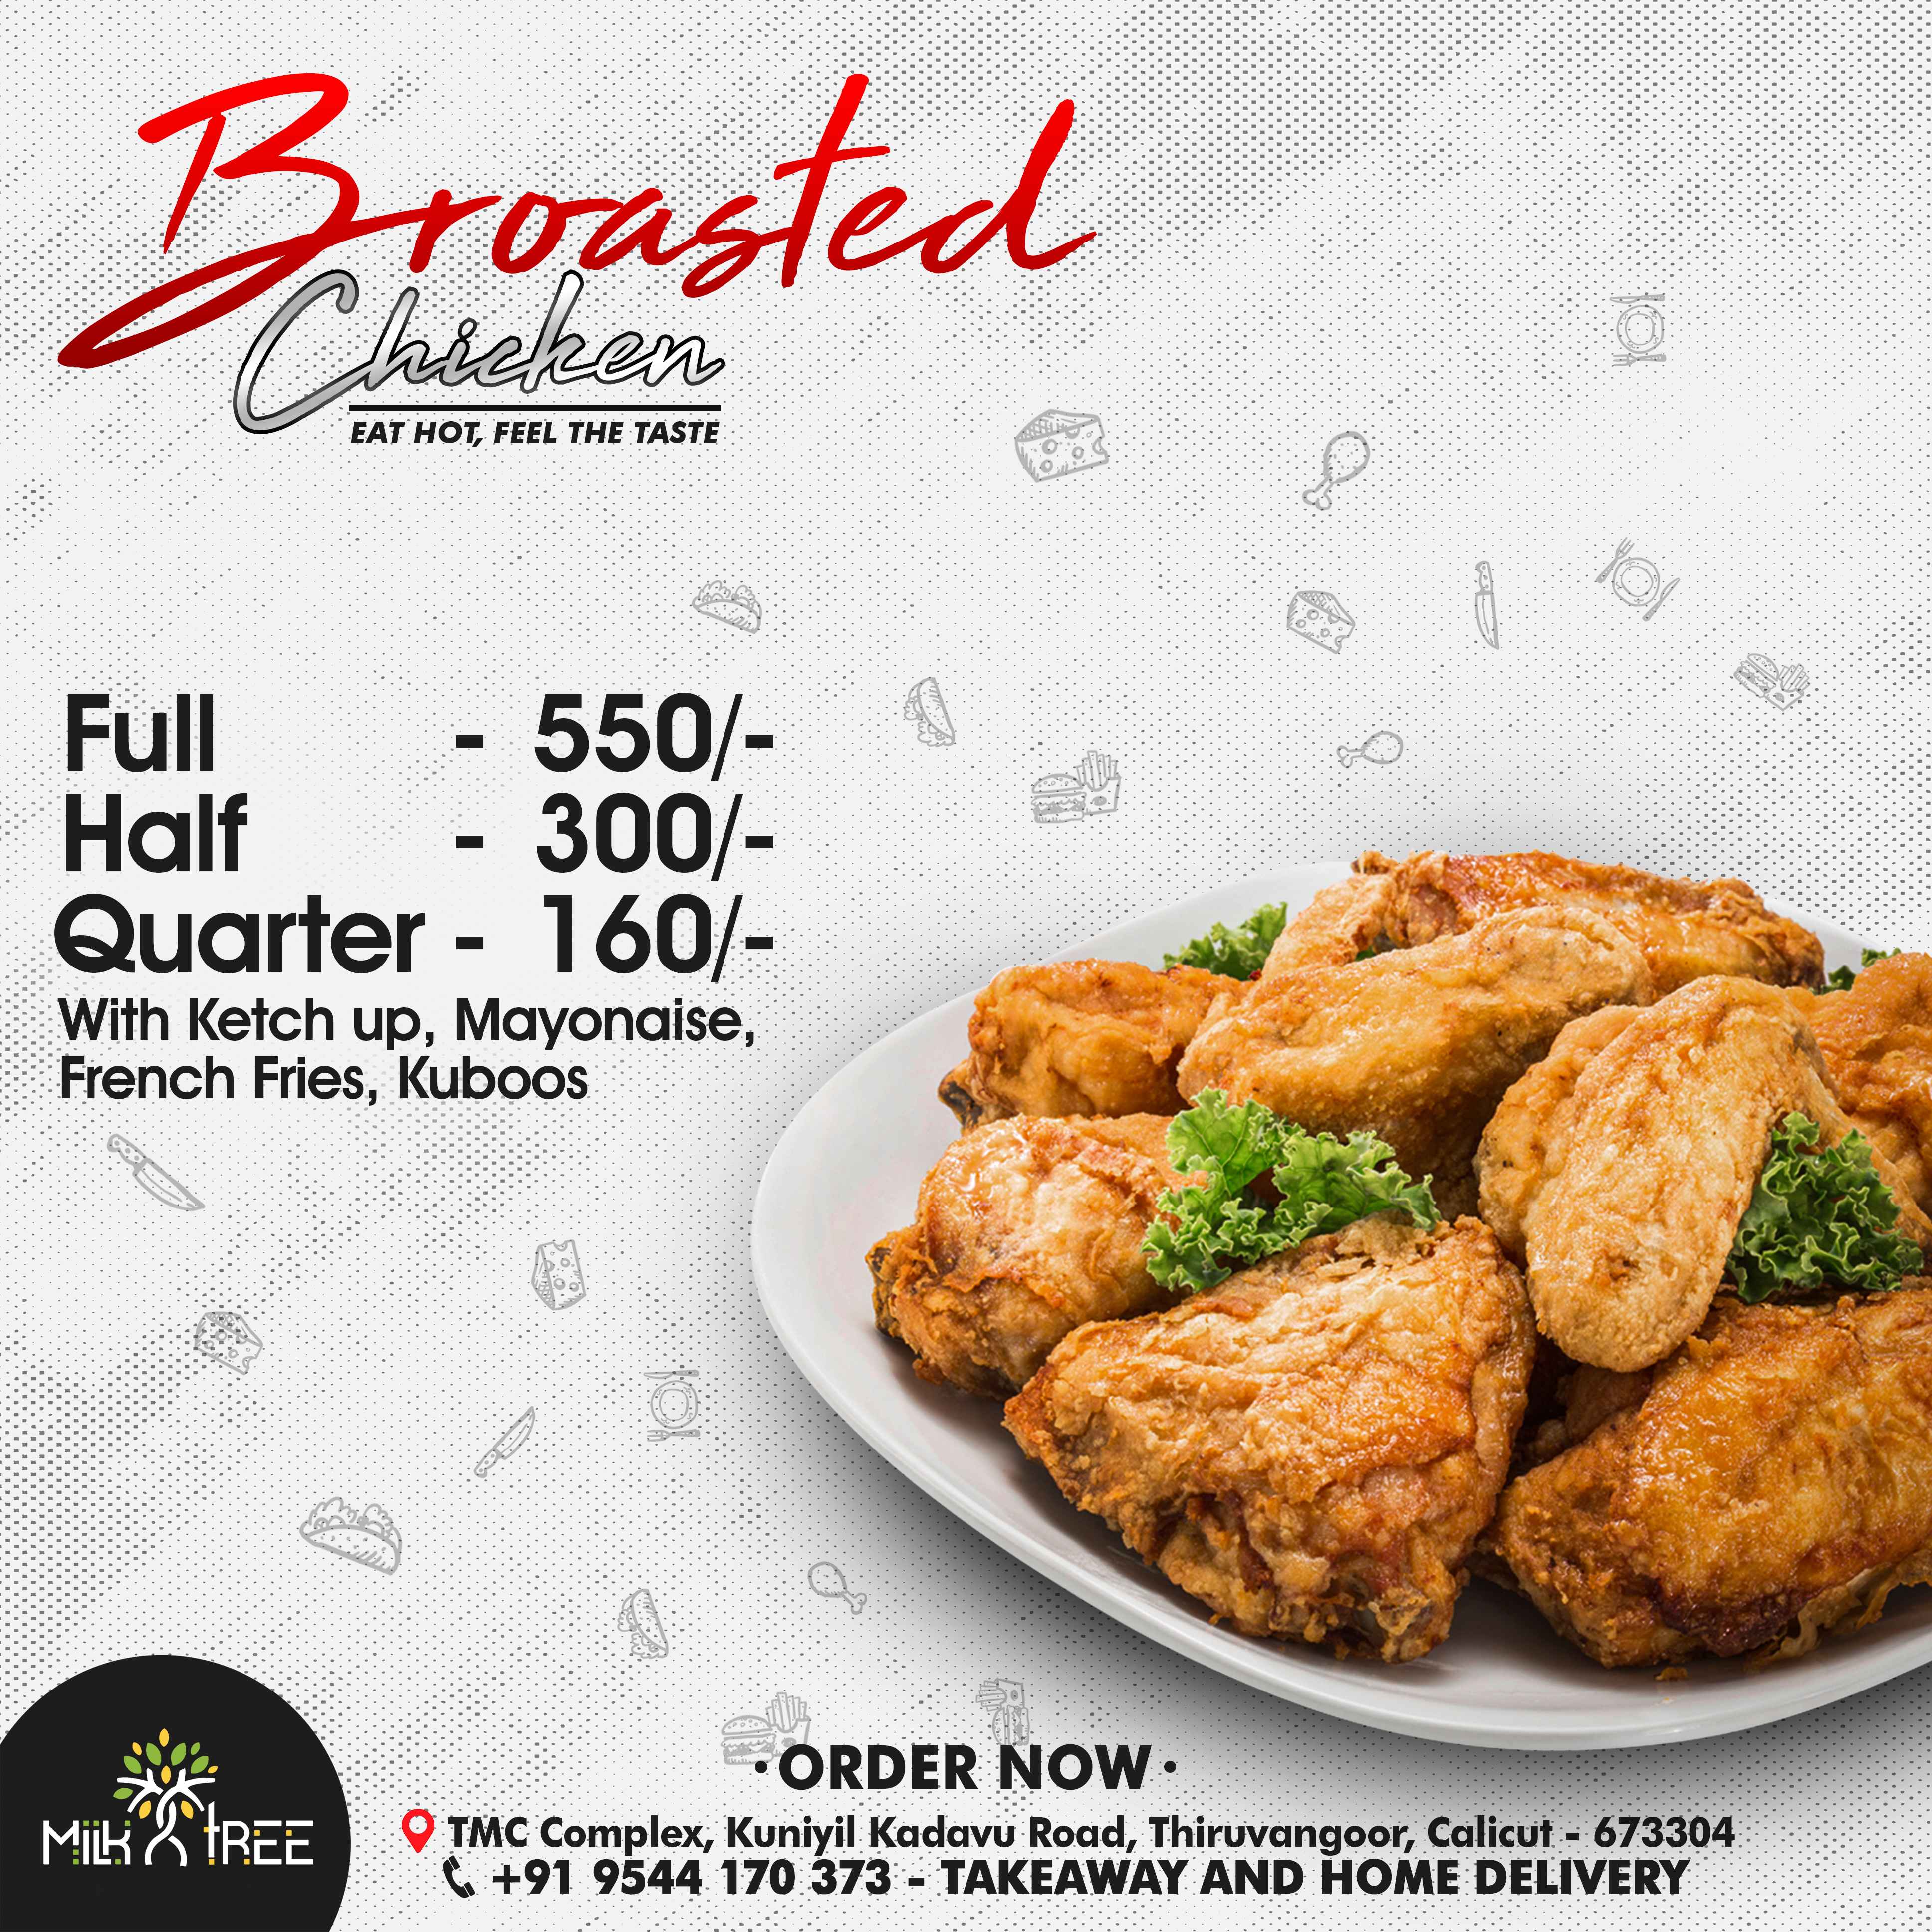 Broasted
Chicken
EAT HOT, FEEL THE TASTE
Full - 550/-
Half - 300/-
Quarter - 160/-
With Ketch up, Mayonaise,
French Fries, Kuboos
MiLK TREE
·ORDER NOW·
TMC Complex, Kuniyil Kadavu Road, Thiruvangoor, Calicut - 673304
+91 9544 170 373 - TAKEAWAY AND HOME DELIVERY